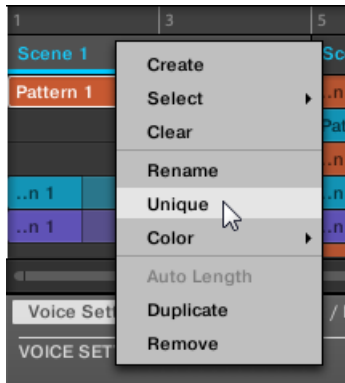 1 3 5
Scene 1 Sc
Create
Pattern 1 Select ..n
Clear Pat
Rename ..n
..n 1 Unique ..n
..n 1 Color ..n
Auto Length
Voice Sett Duplicate /
VOICE SET Remove